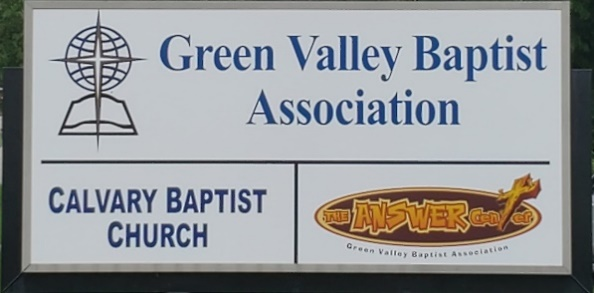 Green Valley Baptist
Association
CALVARY BAPTIST
CHURCH
THE ANSWER Center
Green Valley Baptist Association